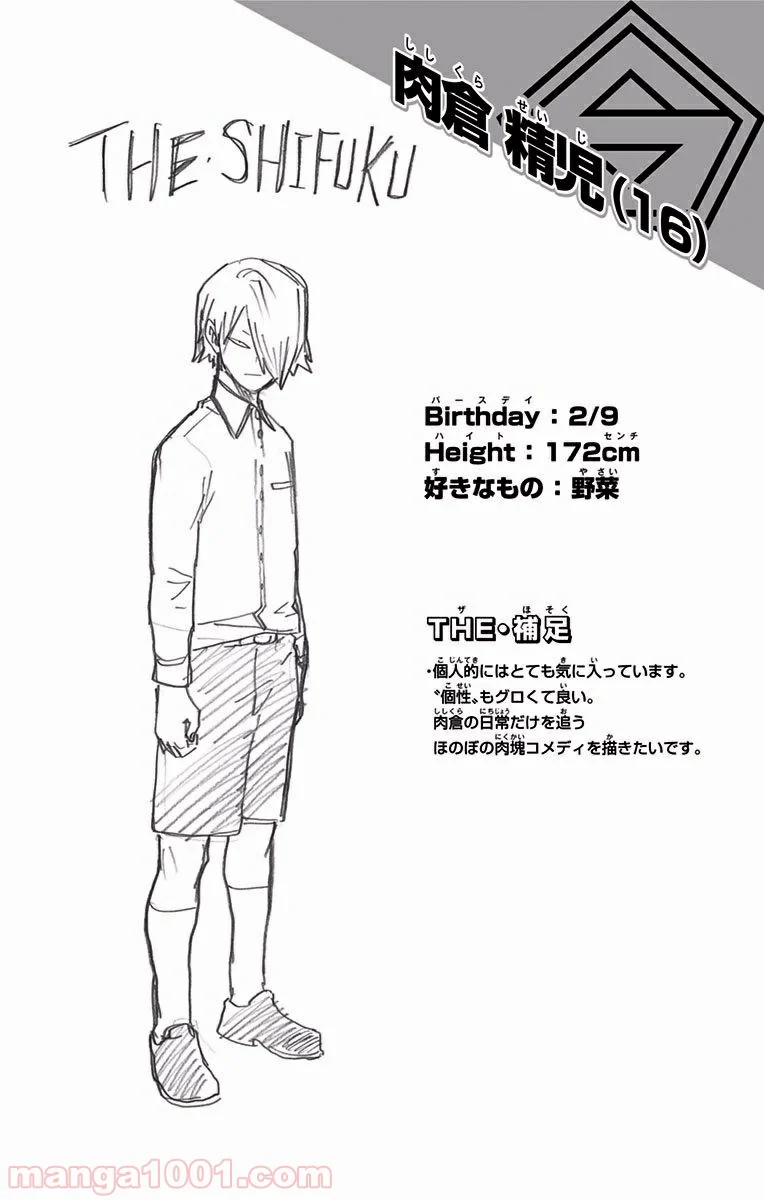 THE・SHIFUKU
肉倉 精児(16)
Birthday : 2/9
Height : 172cm
好きなもの : 野菜
THE・補足
・個人的にはとても気に入っています。
〝個性〟もグロくて良い。
肉倉の日常だけを追う
ほのぼの肉塊コメディを描きたいです。
manga1001.com